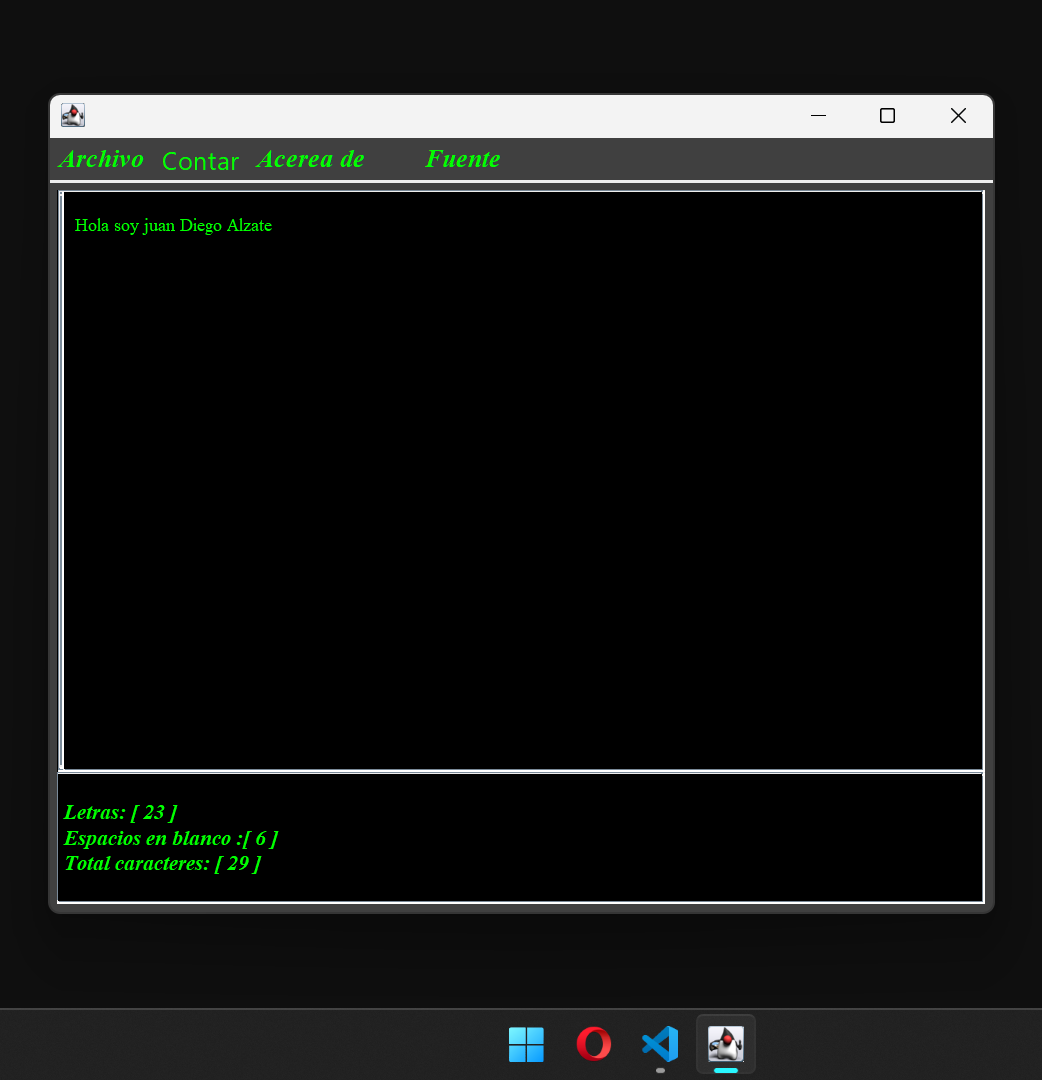 Archivo Contar Acerea de Fuente
Hola soy juan Diego Alzate
Letras: [ 23 ]
Espacios en blanco :[ 6 ]
Total caracteres: [ 29 ]